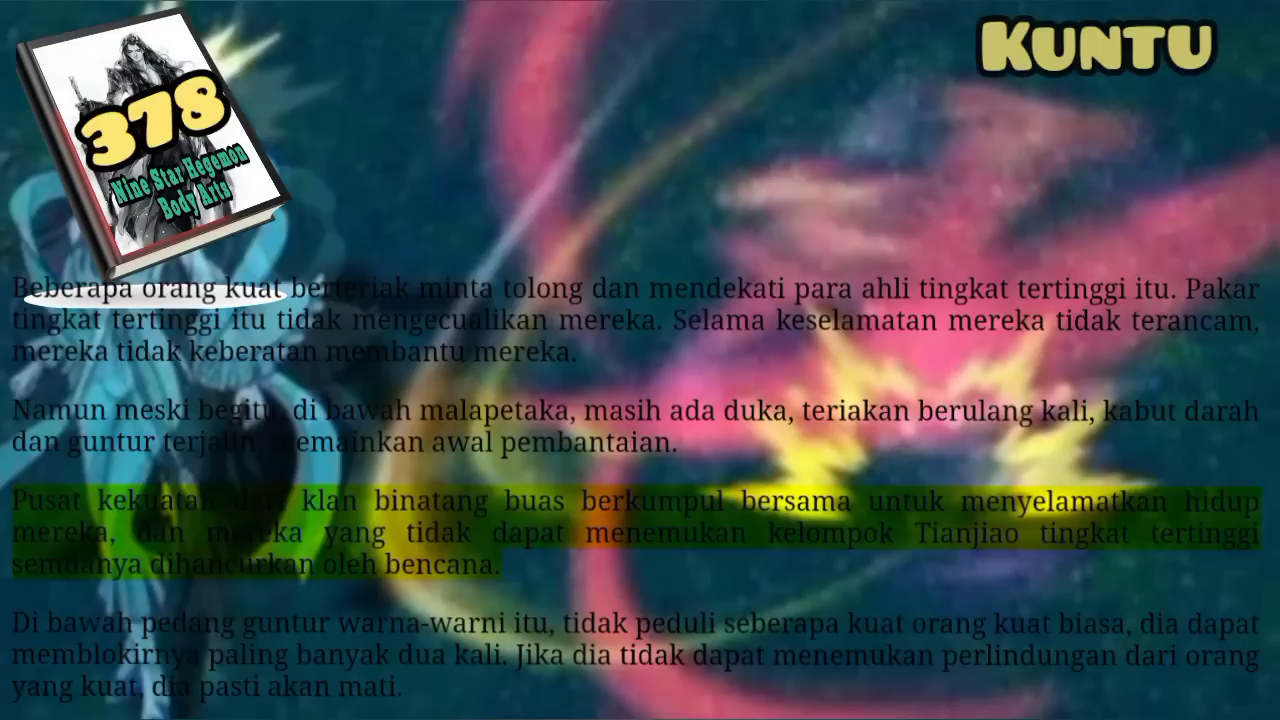 378
Nine Star Hegemon
Body Arts
KUNTU
Beberapa orang kuat berteriak minta tolong dan mendekati para ahli tingkat tertinggi itu. Pakar
tingkat tertinggi itu tidak mengecualikan mereka. Selama keselamatan mereka tidak terancam,
mereka tidak keberatan membantu mereka.
Namun meski begitu, di bawah malapetaka, masih ada duka, teriakan berulang kali, kabut darah
dan guntur terjalin, memainkan awal pembantaian.
Pusat kekuatan dari klan binatang buas berkumpul bersama untuk menyelamatkan hidup
mereka, dan mereka yang tidak dapat menemukan kelompok Tianjiao tingkat tertinggi
semuanya dihancurkan oleh bencana.
Di bawah pedang guntur warna-warni itu, tidak peduli seberapa kuat orang kuat biasa, dia dapat
memblokirnya paling banyak dua kali. Jika dia tidak dapat menemukan perlindungan dari orang
yang kuat, dia pasti akan mati.